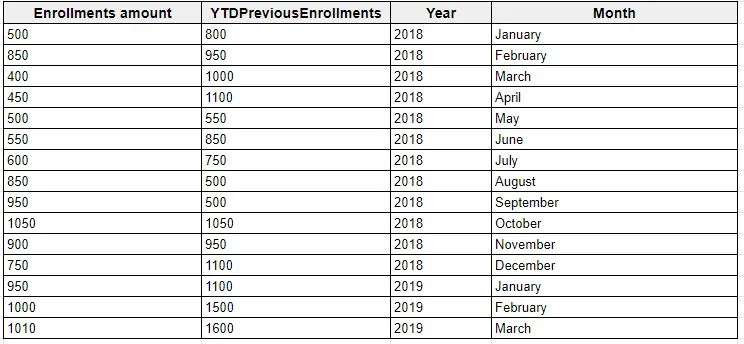 Enrollments amount YTDPreviousEnrollments Year Month
500 800 2018 January
850 950 2018 February
400 1000 2018 March
450 1100 2018 April
500 550 2018 May
550 850 2018 June
600 750 2018 July
850 500 2018 August
950 500 2018 September
1050 1050 2018 October
900 950 2018 November
750 1100 2018 December
950 1100 2019 January
1000 1500 2019 February
1010 1600 2019 March